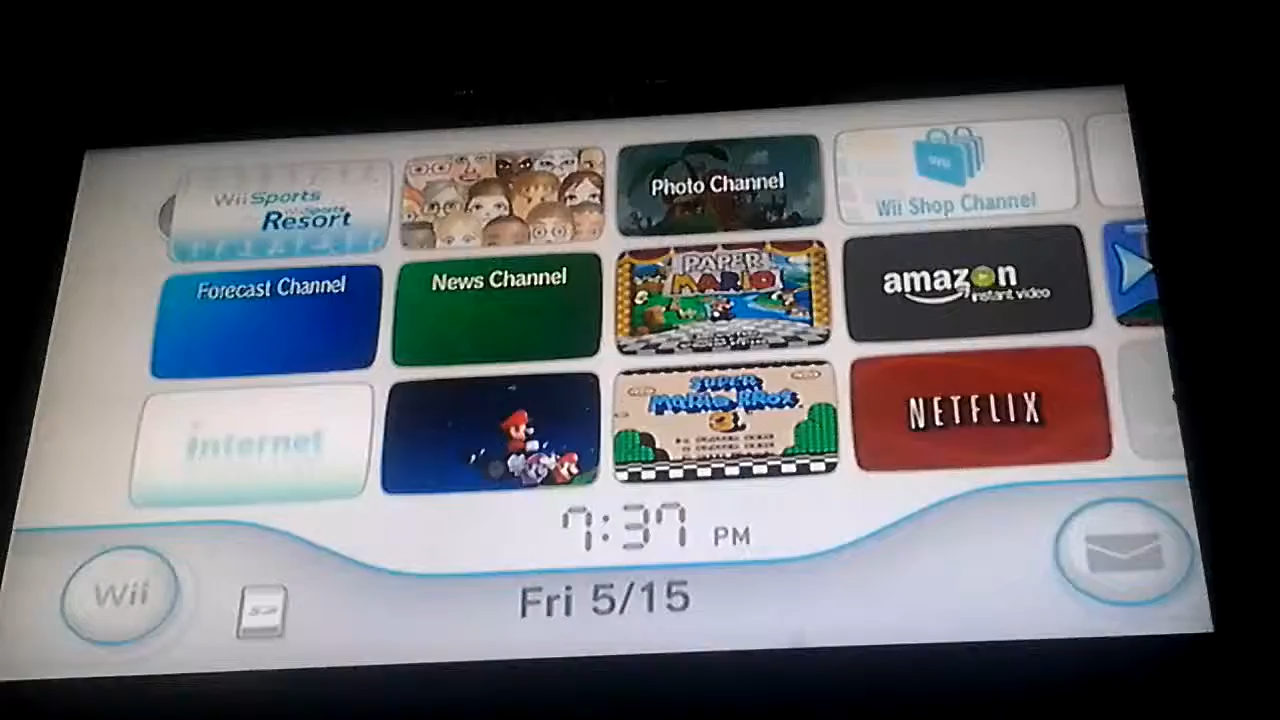 Wii Sports
Resort
Photo Channel
Wii
Wii Shop Channel
Forecast Channel
News Channel
PAPER
MARIO
amazon
instant video
Internet
SUPER
MARIO BROS.
3
NETFLIX
7:37 PM
Wii
SD
Fri 5/15